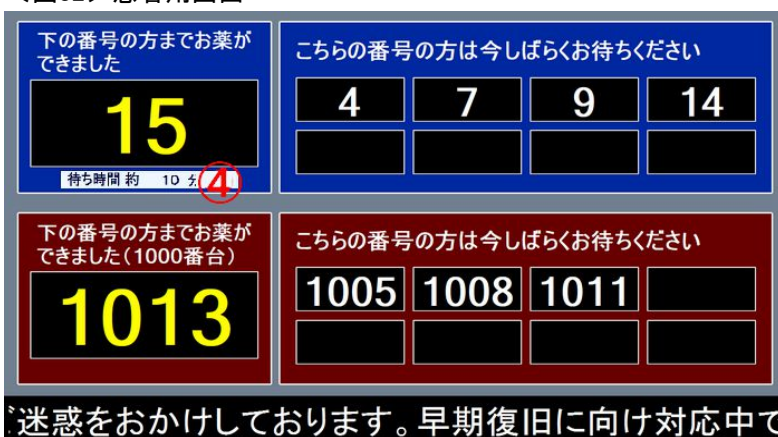 下の番号の方までお薬が
できました
15
待ち時間 約 10 分
④
こちらの番号の方は今しばらくお待ちください
4 7 9 14
下の番号の方までお薬が
できました(1000番台)
1013
こちらの番号の方は今しばらくお待ちください
1005 1008 1011
迷惑をおかけしております。早期復旧に向け対応中で